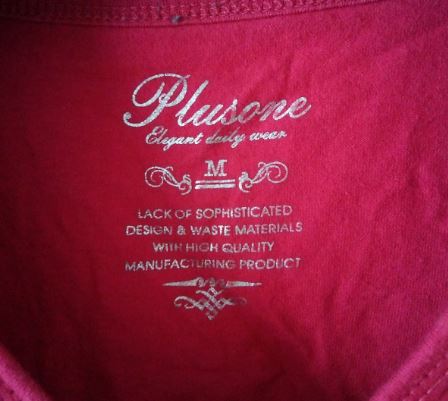 Plusone
Elegant daily wear
M
LACK OF SOPHISTICATED
DESIGN & WASTE MATERIALS
WITH HIGH QUALITY
MANUFACTURING PRODUCT